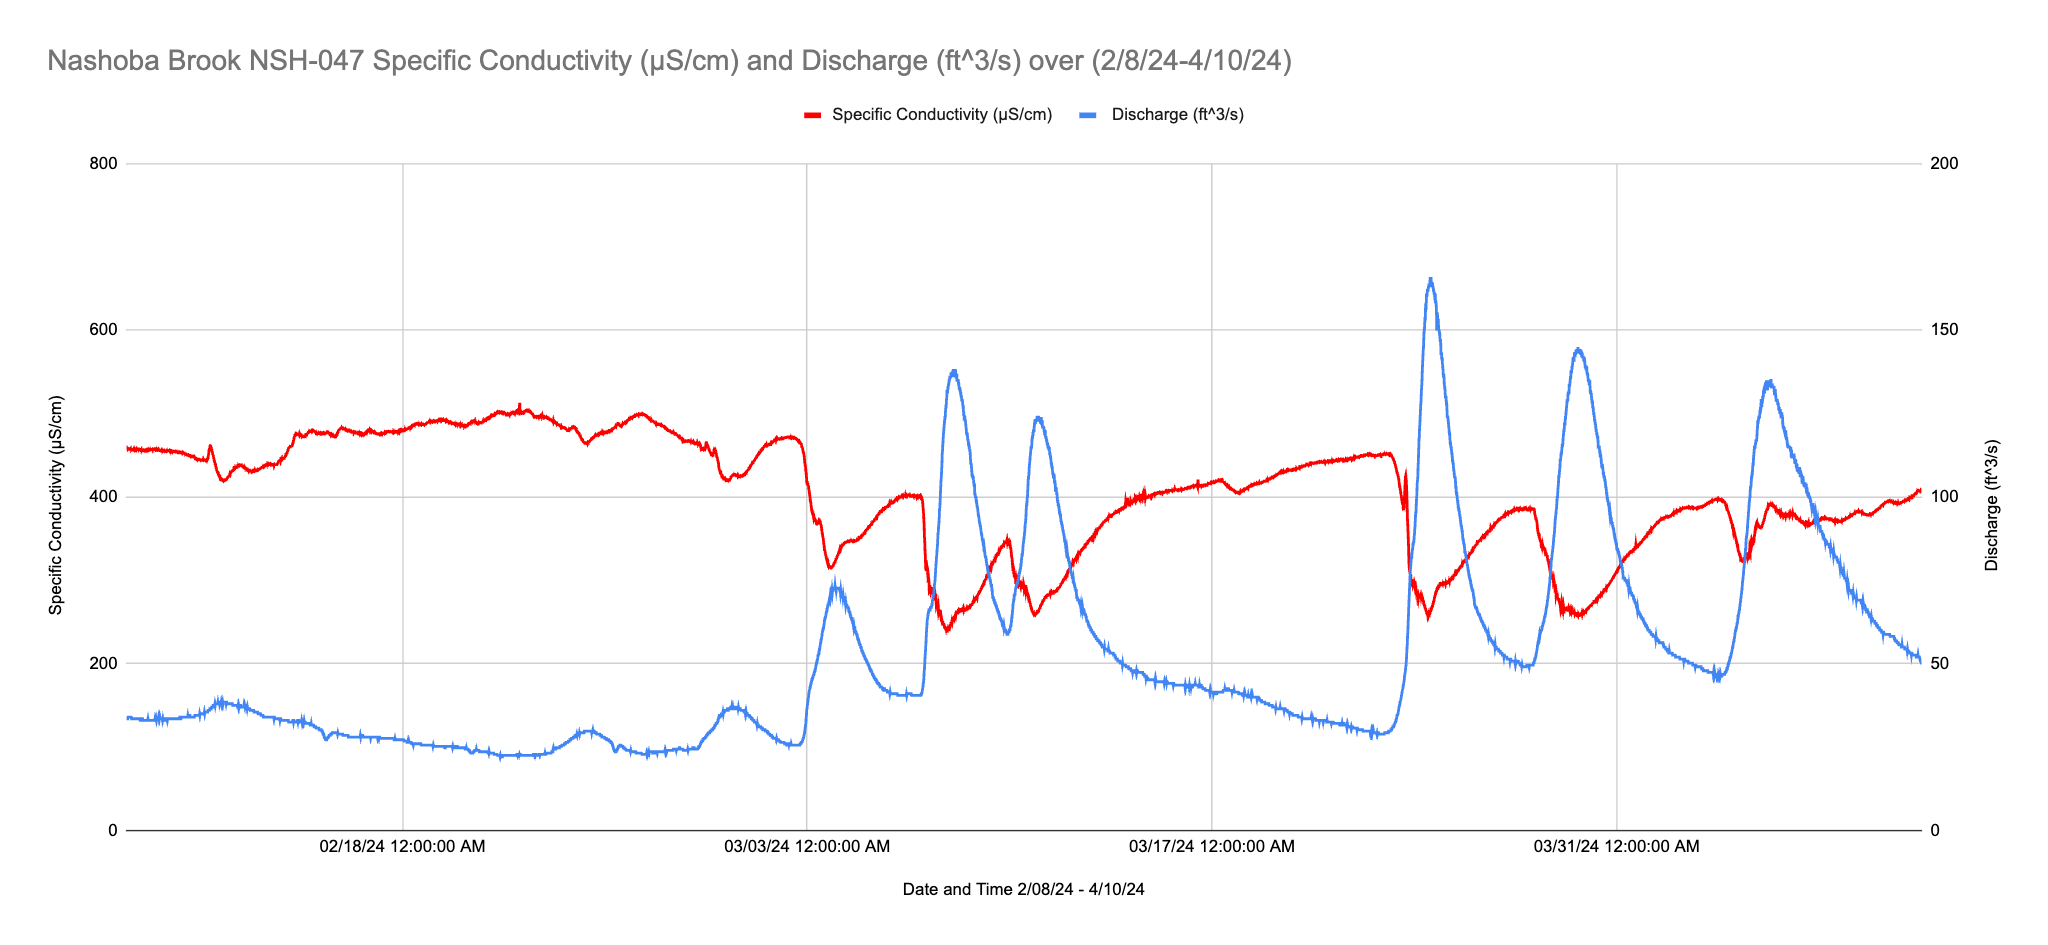 Nashoba Brook NSH-047 Specific Conductivity (µS/cm) and Discharge (ft^3/s) over (2/8/24-4/10/24)
Specific Conductivity (µS/cm) Discharge (ft^3/s)
800
600
400
200
0
Specific Conductivity (µS/cm)
200
150
100
50
0
Discharge (ft^3/s)
02/18/24 12:00:00 AM 03/03/24 12:00:00 AM 03/17/24 12:00:00 AM 03/31/24 12:00:00 AM
Date and Time 2/08/24 - 4/10/24